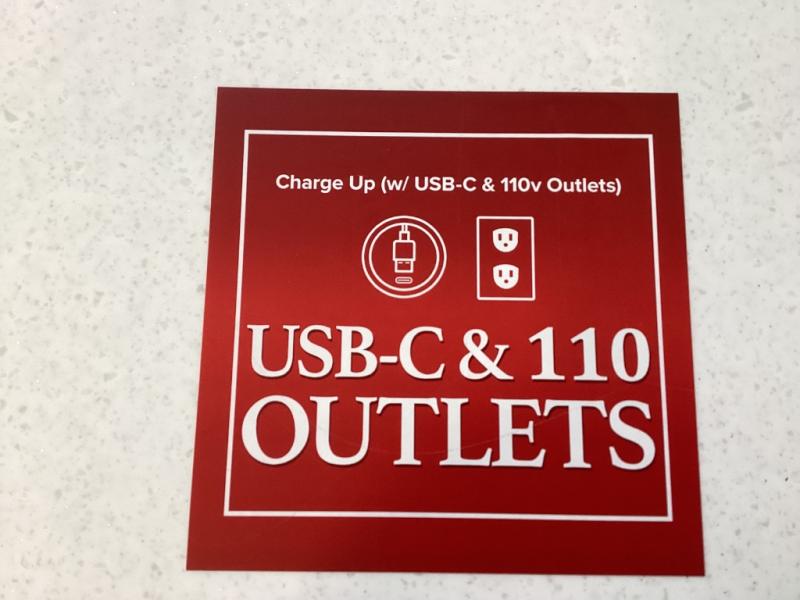 Charge Up (w/ USB-C & 110v Outlets)
USB-C & 110
OUTLETS